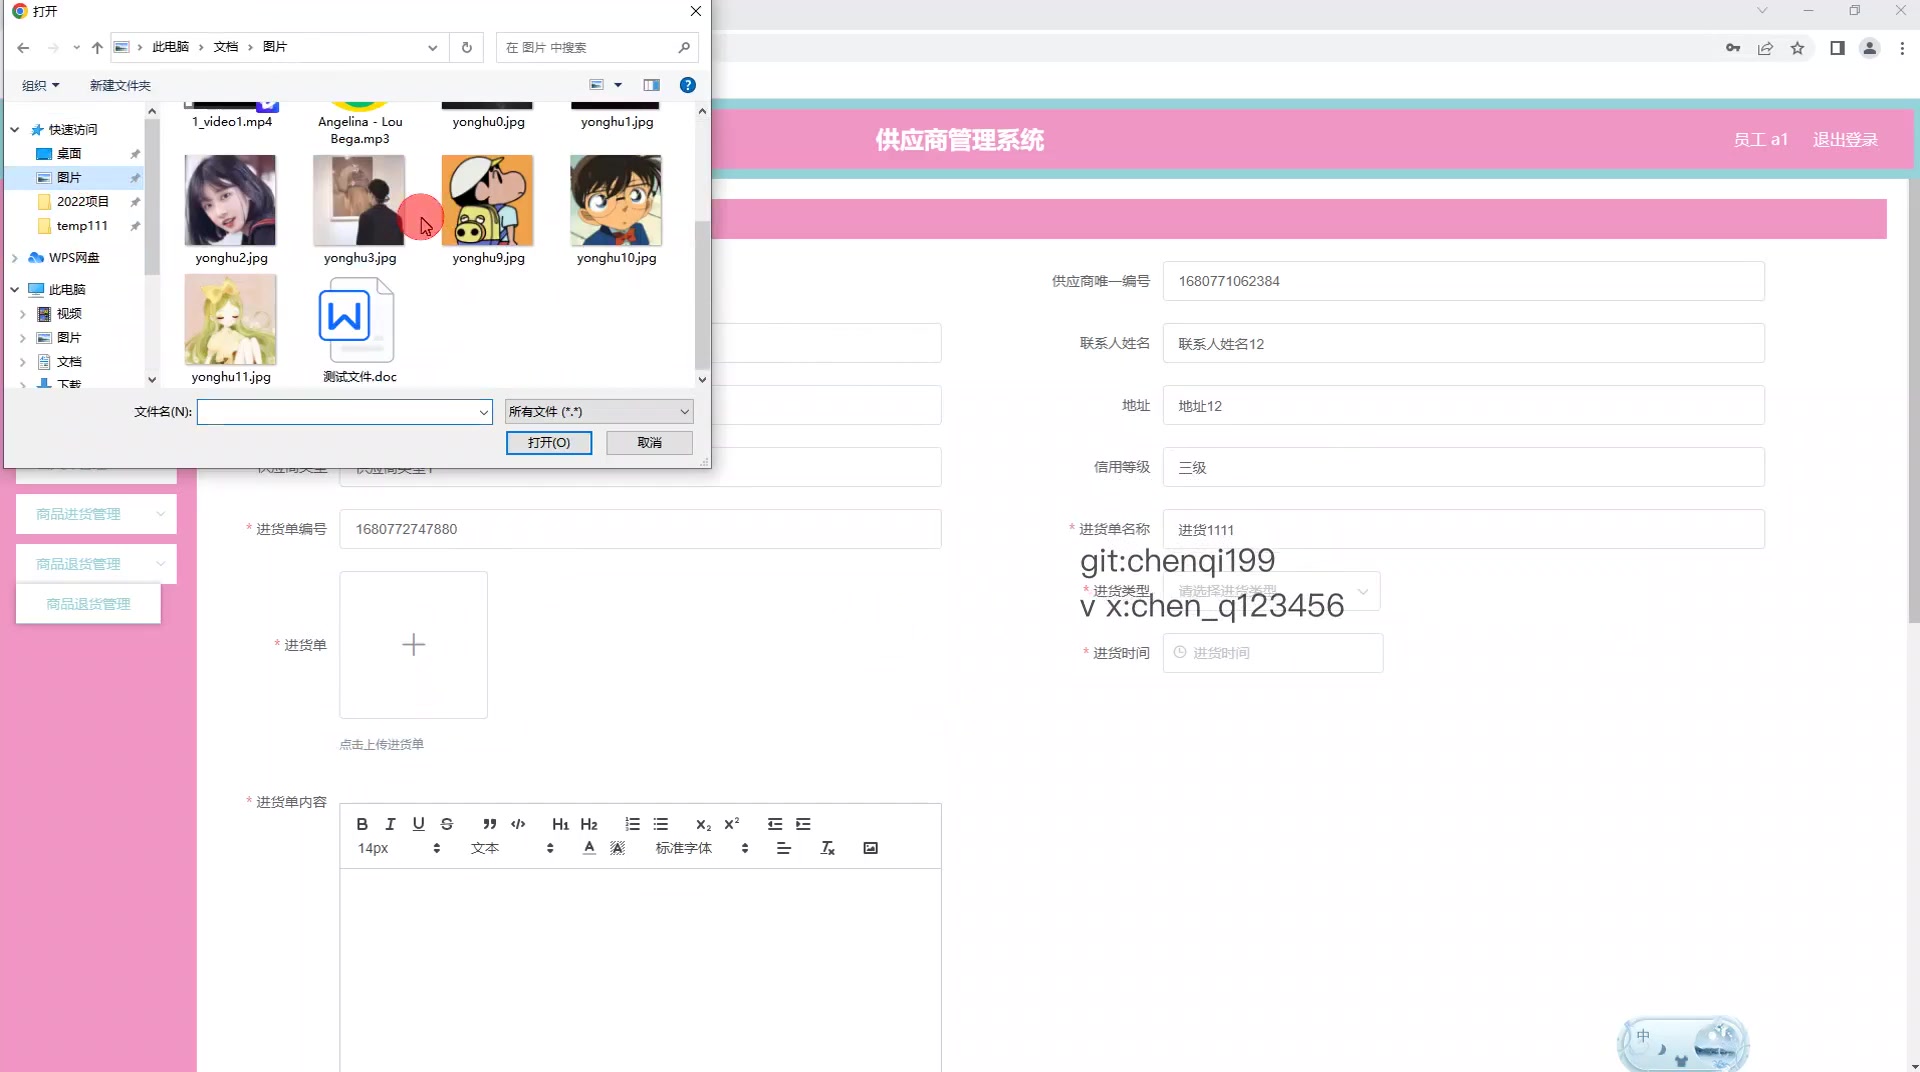 打开
此电脑 › 文档 › 图片
在 图片 中搜索
组织
新建文件夹
快速访问
桌面
图片
2022项目
temp111
WPS网盘
此电脑
视频
图片
文档
下载
1_video1.mp4
Angelina - Lou Bega.mp3
yonghu0.jpg
yonghu1.jpg
yonghu2.jpg
yonghu3.jpg
yonghu9.jpg
yonghu10.jpg
yonghu11.jpg
测试文件.doc
文件名(N):
所有文件 (*.*)
打开(O)
取消
供应商管理系统
员工 a1
退出登录
供应商唯一编号
1680771062384
联系人姓名
联系人姓名12
地址
地址12
供应商类型
供应商类型1
信用等级
三级
商品进货管理
商品退货管理
商品退货管理
* 进货单编号
1680772747880
* 进货单名称
进货1111
git:chenqi199
* 进货类型
请选择进货类型
v x:chen_q123456
* 进货单
* 进货时间
进货时间
点击上传进货单
* 进货单内容
14px
文本
标准字体
中